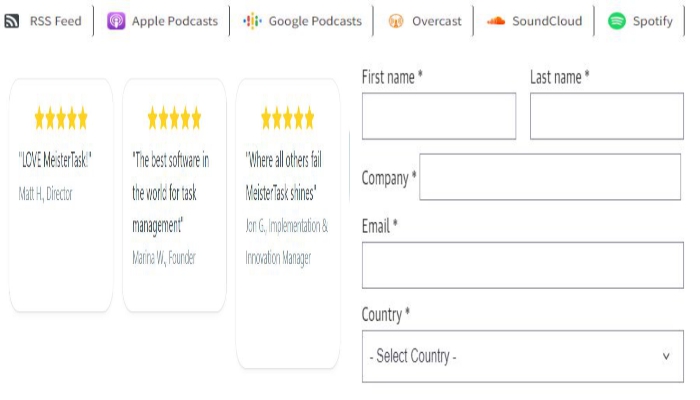 RSS Feed
Apple Podcasts
Google Podcasts
Overcast
SoundCloud
Spotify
"LOVE MeisterTask!"
Matt H., Director
"The best software in
the world for task
management"
Marina W., Founder
"Where all others fail
MeisterTask shines"
Jon G., Implementation &
Innovation Manager
First name *
Last name *
Company *
Email *
Country *
- Select Country -